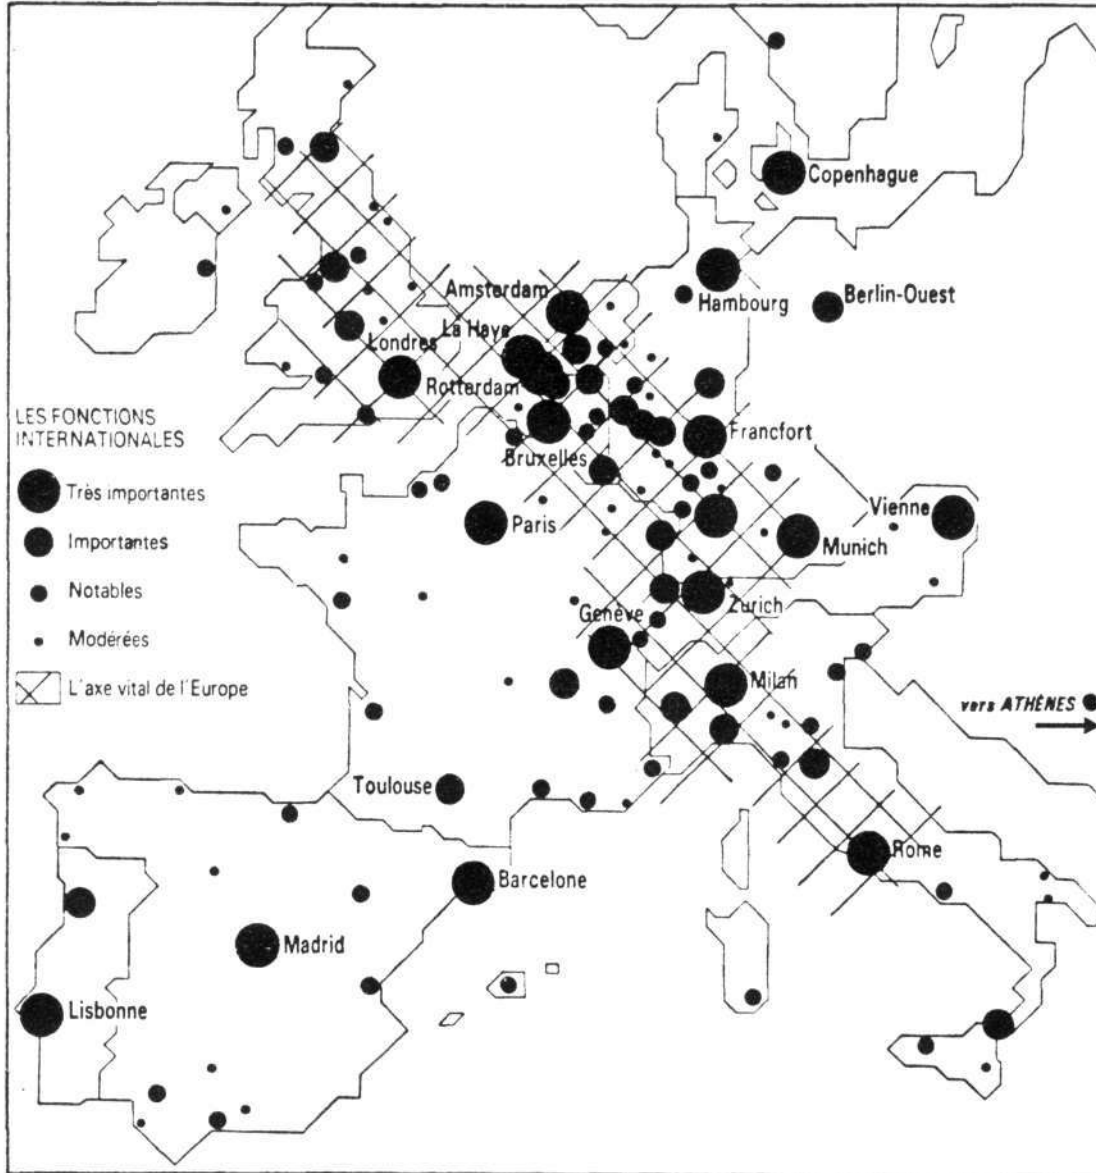 Copenhague
Amsterdam
Hambourg
Berlin-Ouest
La Haye
Londres
Rotterdam
LES FONCTIONS
INTERNATIONALES
Francfort
Bruxelles
Très importantes
Vienne
Paris
Importantes
Munich
Notables
Zurich
Genève
Modérées
Milan
L'axe vital de l'Europe
vers ATHÈNES
Toulouse
Rome
Barcelone
Madrid
Lisbonne